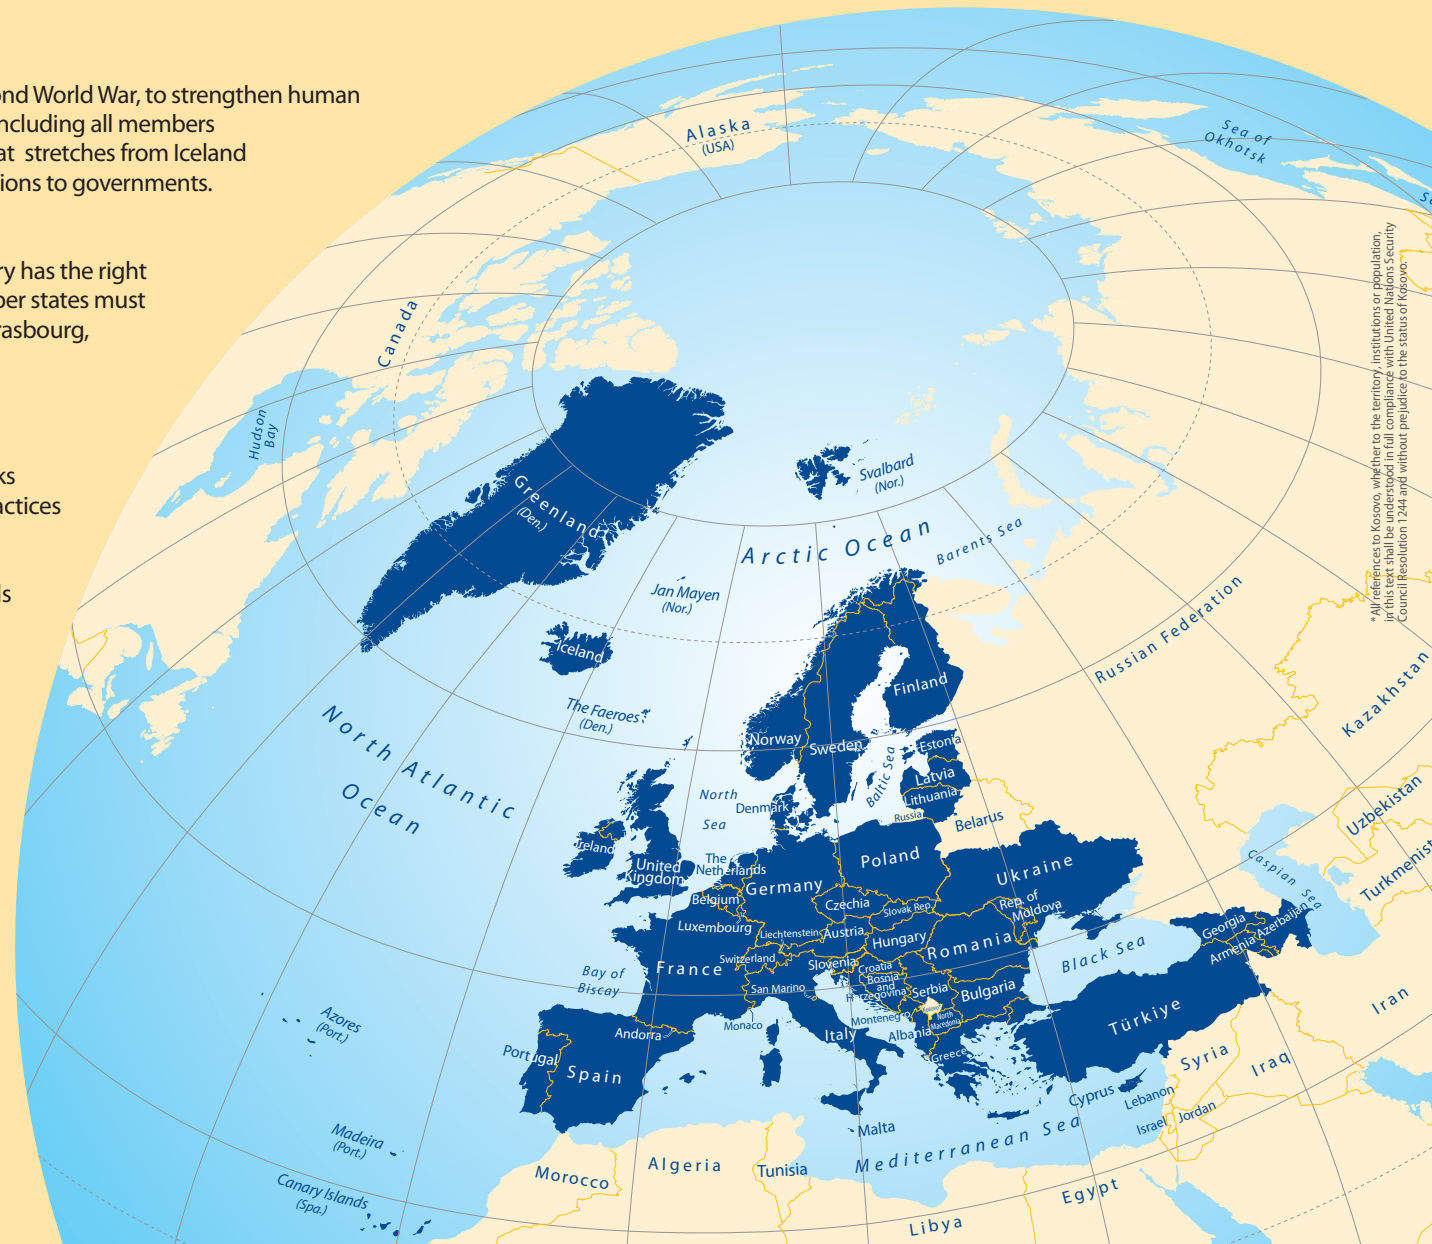 ond World War, to strengthen human
including all members
at stretches from Iceland
tions to governments.
ry has the right
ber states must
rasbourg,
ks
actices
ls
Alaska
(USA)
Sea of
Okhotsk
Canada
Hudson
Bay
Greenland
(Den.)
Svalbard
(Nor.)
Arctic Ocean
Barents Sea
Jan Mayen
(Nor.)
Iceland
The Faeroes
(Den.)
North Atlantic
Ocean
Russian Federation
Kazakhstan
Uzbekistan
Turkmenist
Caspian Sea
Finland
Norway
Sweden
Estonia
Latvia
Lithuania
Russia
Baltic Sea
Belarus
North
Sea
Denmark
Ireland
United
Kingdom
The
Netherlands
Belgium
Luxembourg
Germany
Poland
Czechia
Slovak Rep.
Ukraine
Rep. of
Moldova
Liechtenstein
Austria
Hungary
Romania
Switzerland
France
Slovenia
Croatia
Bosnia
and
Herzegovina
Serbia
Bulgaria
San Marino
Monaco
Montenegro
Kosovo
North
Macedonia
Albania
Greece
Italy
Andorra
Bay of
Biscay
Portugal
Spain
Azores
(Port.)
Madeira
(Port.)
Canary Islands
(Spa.)
Malta
Mediterranean Sea
Black Sea
Georgia
Armenia
Azerbaijan
Türkiye
Cyprus
Syria
Lebanon
Israel
Jordan
Iraq
Iran
Morocco
Algeria
Tunisia
Libya
Egypt
* All references to Kosovo, whether to the territory, institutions or population,
in this text shall be understood in full compliance with United Nations Security
Council Resolution 1244 and without prejudice to the status of Kosovo.